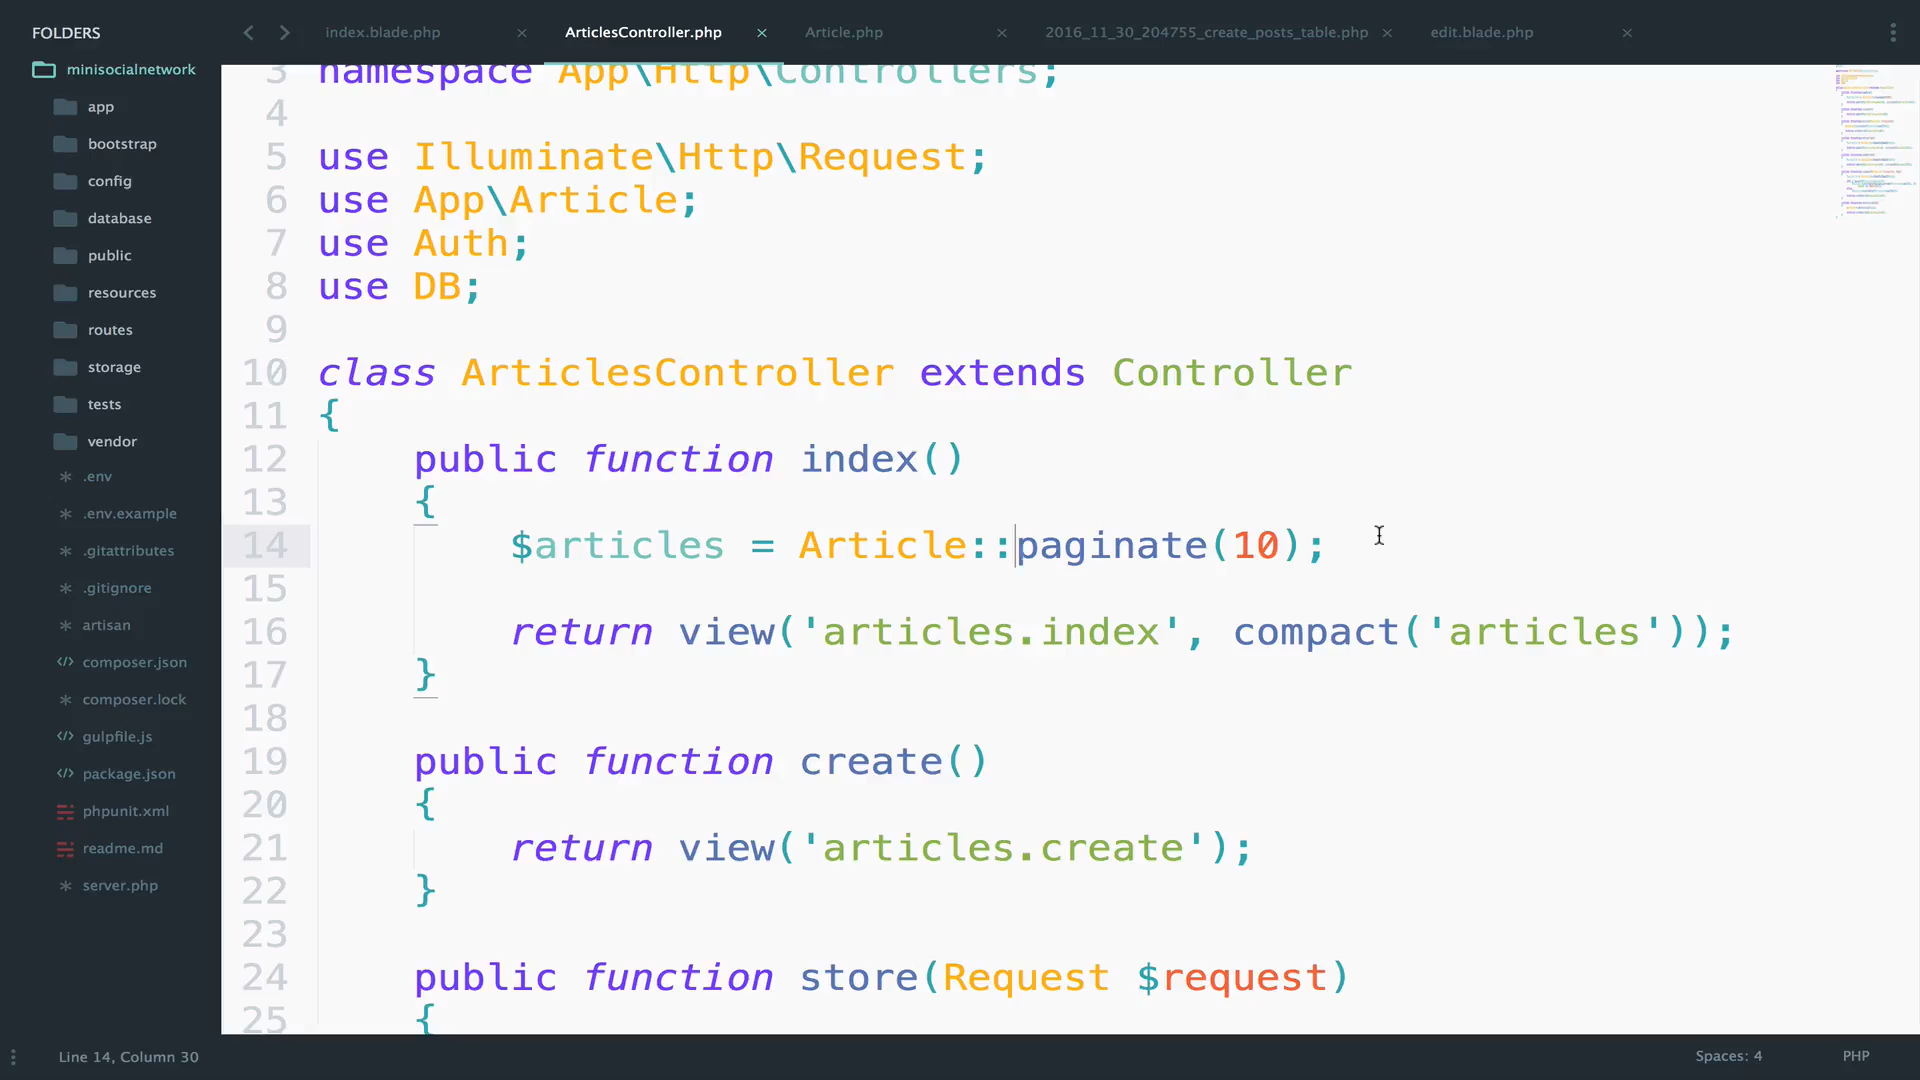 FOLDERS
minisocialnetwork
app
bootstrap
config
database
public
resources
routes
storage
tests
vendor
.env
.env.example
.gitattributes
.gitignore
artisan
composer.json
composer.lock
gulpfile.js
package.json
phpunit.xml
readme.md
server.php
index.blade.php
ArticlesController.php
Article.php
2016_11_30_204755_create_posts_table.php
edit.blade.php
3 namespace App\Http\Controllers;
4
5 use Illuminate\Http\Request;
6 use App\Article;
7 use Auth;
8 use DB;
9
10 class ArticlesController extends Controller
11 {
12 public function index()
13 {
14 $articles = Article::paginate(10);
15
16 return view('articles.index', compact('articles'));
17 }
18
19 public function create()
20 {
21 return view('articles.create');
22 }
23
24 public function store(Request $request)
25 {
Line 14, Column 30
Spaces: 4
PHP